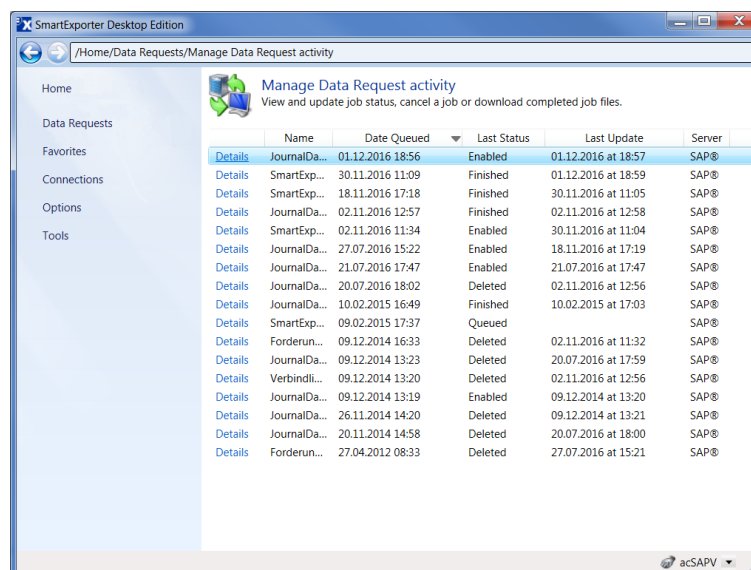 SmartExporter Desktop Edition
/Home/Data Requests/Manage Data Request activity
Home
Data Requests
Favorites
Connections
Options
Tools
Manage Data Request activity
View and update job status, cancel a job or download completed job files.
Name Date Queued Last Status Last Update Server
Details JournalDa... 01.12.2016 18:56 Enabled 01.12.2016 at 18:57 SAP®
Details SmartExp... 30.11.2016 11:09 Finished 01.12.2016 at 18:59 SAP®
Details SmartExp... 18.11.2016 17:18 Finished 30.11.2016 at 11:05 SAP®
Details JournalDa... 02.11.2016 12:57 Finished 02.11.2016 at 12:58 SAP®
Details SmartExp... 02.11.2016 11:34 Enabled 30.11.2016 at 11:04 SAP®
Details JournalDa... 27.07.2016 15:22 Enabled 18.11.2016 at 17:19 SAP®
Details JournalDa... 21.07.2016 17:47 Enabled 21.07.2016 at 17:47 SAP®
Details JournalDa... 20.07.2016 18:02 Deleted 02.11.2016 at 12:56 SAP®
Details JournalDa... 10.02.2015 16:49 Finished 10.02.2015 at 17:03 SAP®
Details SmartExp... 09.02.2015 17:37 Queued SAP®
Details Forderun... 09.12.2014 16:33 Deleted 02.11.2016 at 11:32 SAP®
Details JournalDa... 09.12.2014 13:23 Deleted 20.07.2016 at 17:59 SAP®
Details Verbindli... 09.12.2014 13:20 Deleted 02.11.2016 at 12:56 SAP®
Details JournalDa... 09.12.2014 13:19 Enabled 09.12.2014 at 13:20 SAP®
Details JournalDa... 26.11.2014 14:20 Deleted 09.12.2014 at 13:21 SAP®
Details JournalDa... 20.11.2014 14:58 Deleted 20.07.2016 at 18:00 SAP®
Details Forderun... 27.04.2012 08:33 Deleted 27.07.2016 at 15:21 SAP®
acSAPV